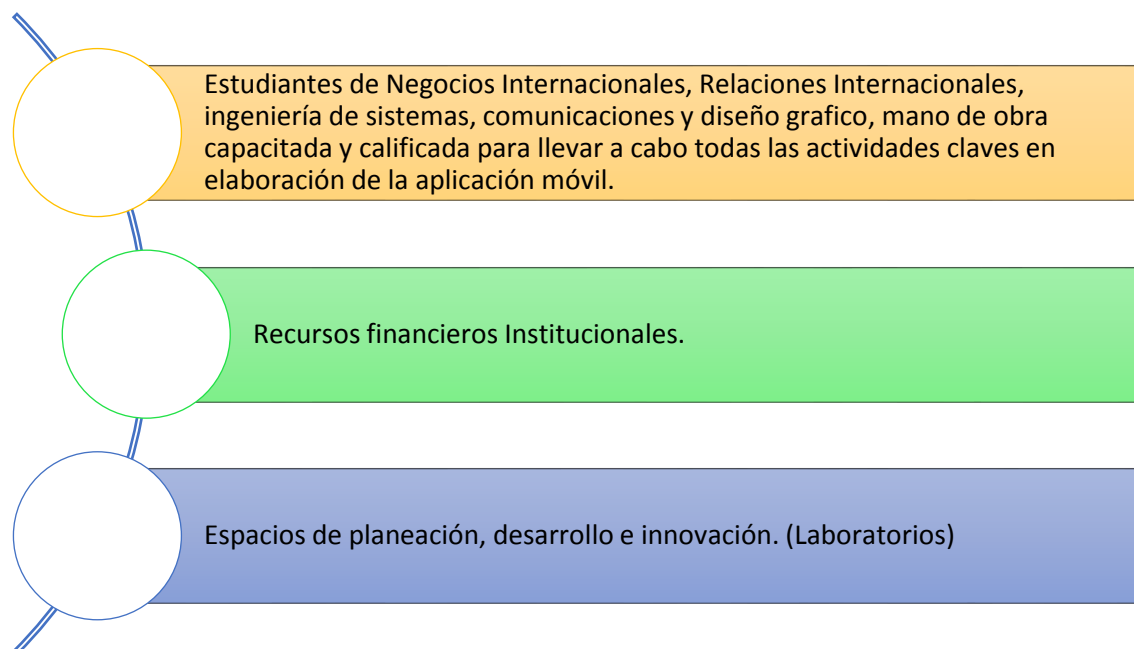 Estudiantes de Negocios Internacionales, Relaciones Internacionales,
ingeniería de sistemas, comunicaciones y diseño grafico, mano de obra
capacitada y calificada para llevar a cabo todas las actividades claves en
elaboración de la aplicación móvil.
Recursos financieros Institucionales.
Espacios de planeación, desarrollo e innovación. (Laboratorios)